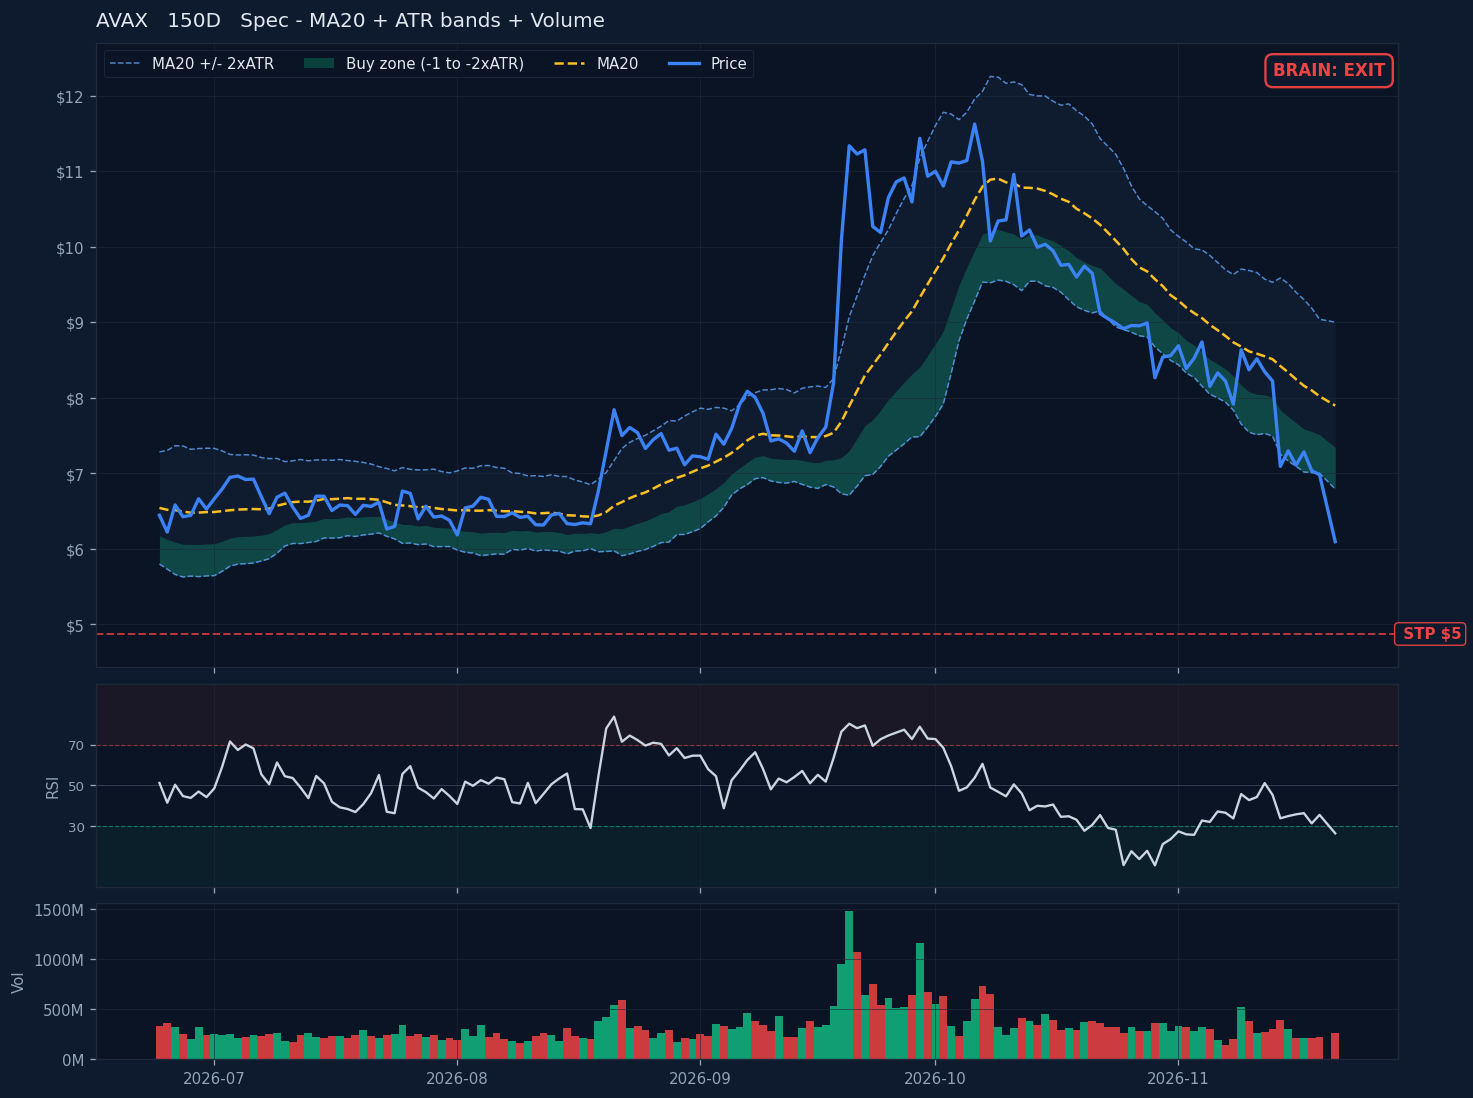 AVAX   150D   Spec - MA20 + ATR bands + Volume
MA20 +/- 2xATR
Buy zone (-1 to -2xATR)
MA20
Price
BRAIN: EXIT
$12
$11
$10
$9
$8
$7
$6
$5
STP $5
RSI
70
50
30
Vol
1500M
1000M
500M
0M
2026-07
2026-08
2026-09
2026-10
2026-11